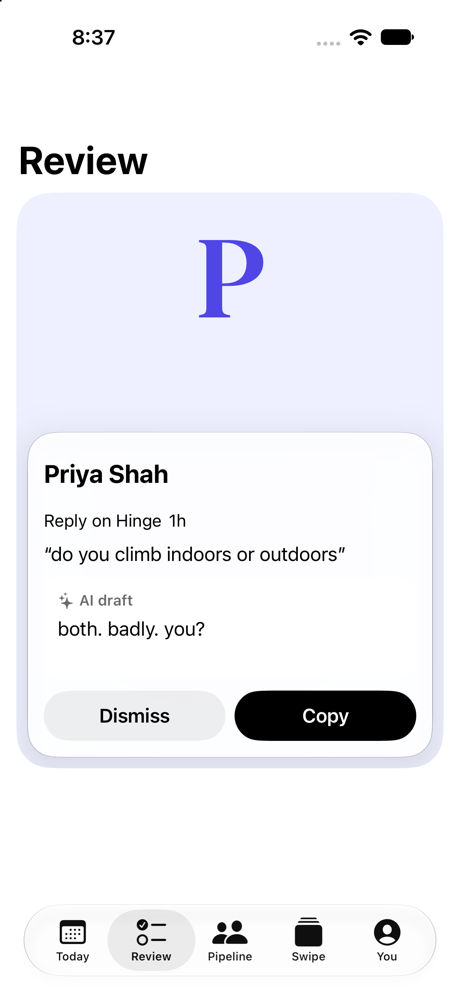 8:37
Review
P
Priya Shah
Reply on Hinge 1h
“do you climb indoors or outdoors”
AI draft
both. badly. you?
Dismiss Copy
Today Review Pipeline Swipe You